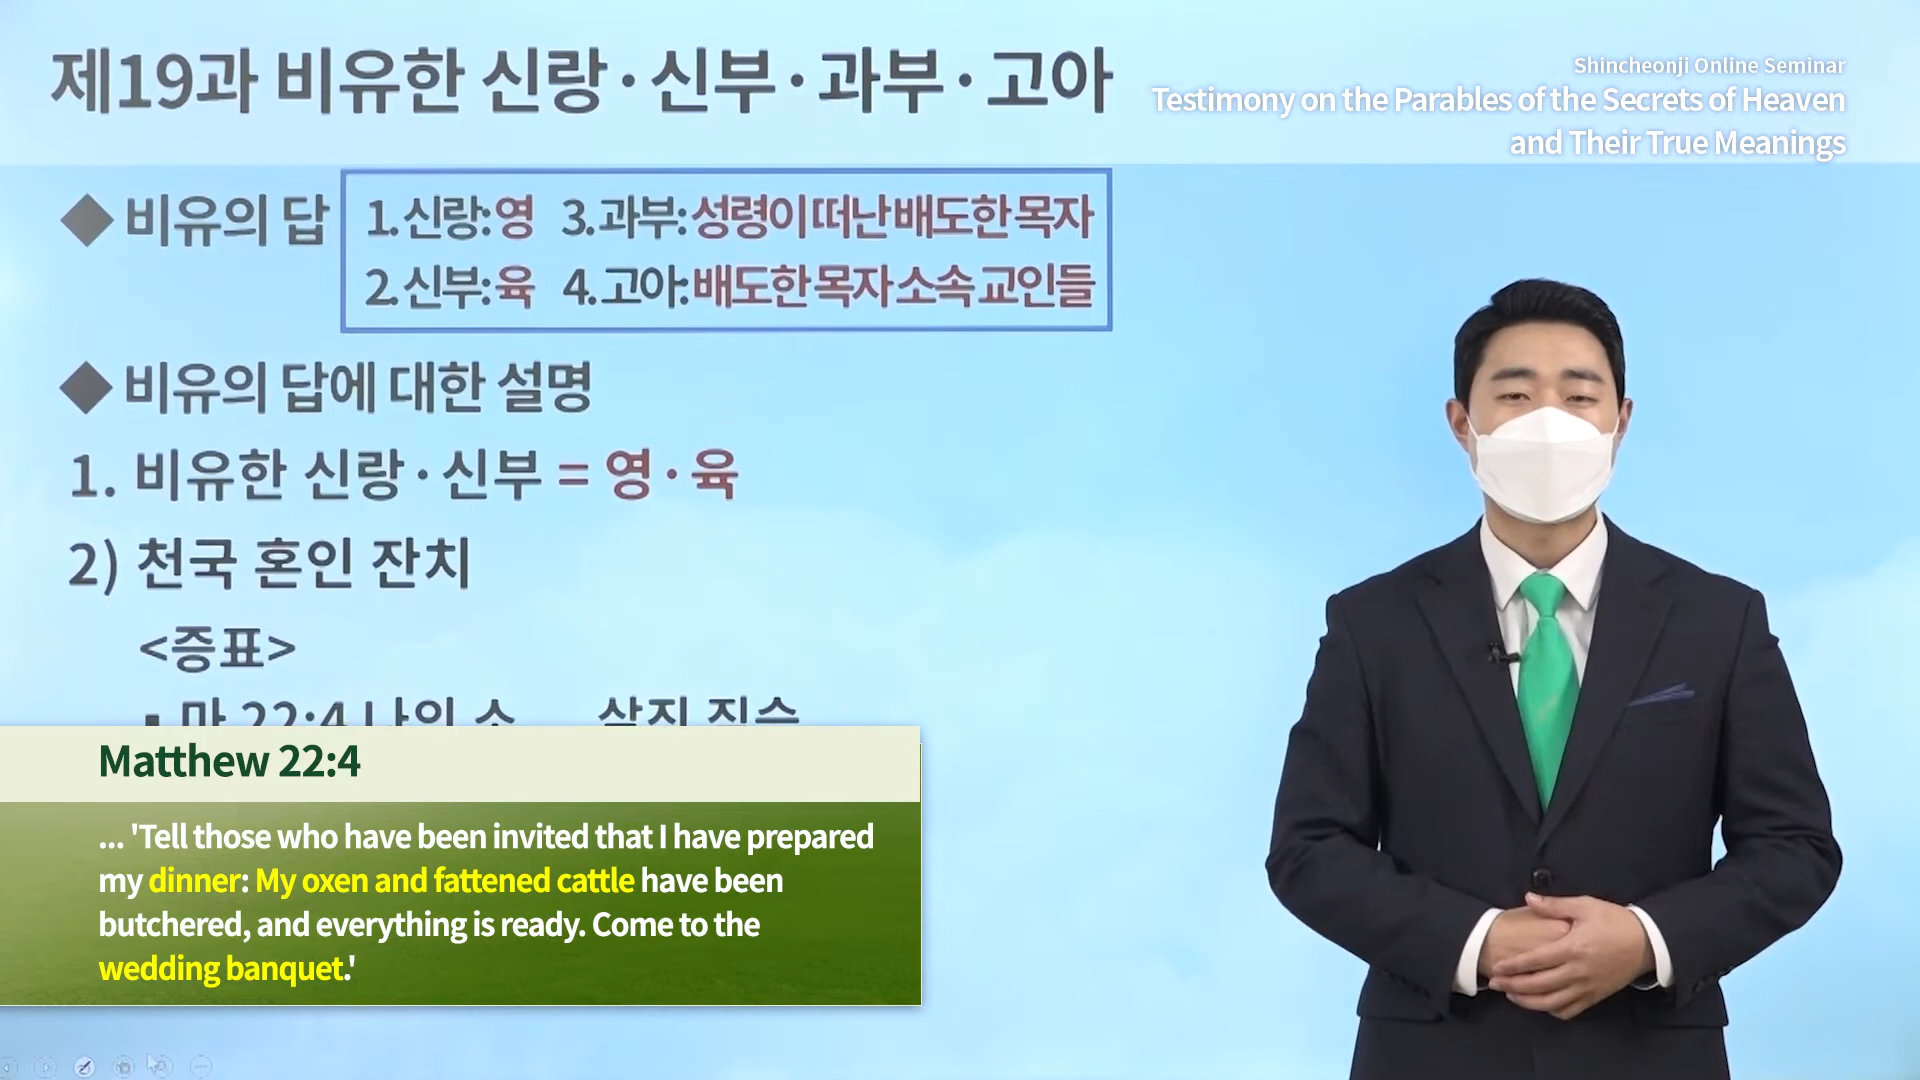 제19과 비유한 신랑·신부·과부·고아
Shincheonji Online Seminar
Testimony on the Parables of the Secrets of Heaven
and Their True Meanings
◆ 비유의 답
1. 신랑: 영 3. 과부: 성령이 떠난 배도한 목자
2. 신부: 육 4. 고아: 배도한 목자 소속 교인들
◆ 비유의 답에 대한 설명
1. 비유한 신랑·신부 = 영·육
2) 천국 혼인 잔치
<증표>
▪ 마 22:4 나의 소
Matthew 22:4
... 'Tell those who have been invited that I have prepared
my dinner: My oxen and fattened cattle have been
butchered, and everything is ready. Come to the
wedding banquet.'